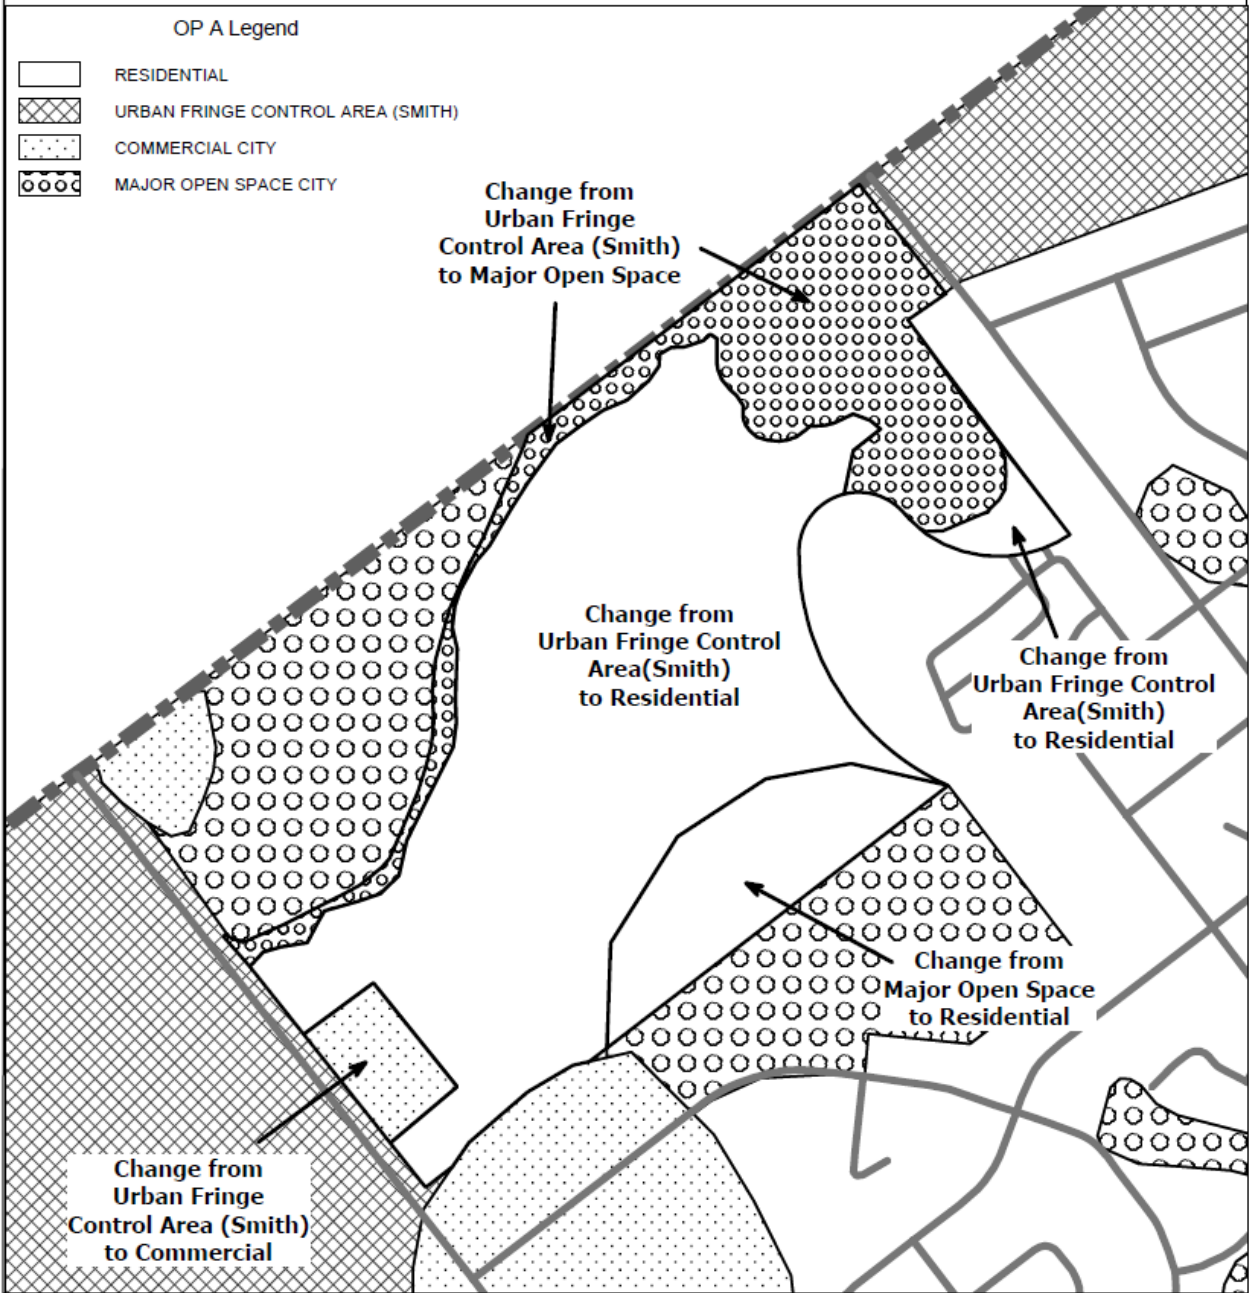 OP A Legend
RESIDENTIAL
URBAN FRINGE CONTROL AREA (SMITH)
COMMERCIAL CITY
MAJOR OPEN SPACE CITY
Change from
Urban Fringe
Control Area (Smith)
to Major Open Space
Change from
Urban Fringe Control
Area(Smith)
to Residential
Change from
Urban Fringe Control
Area(Smith)
to Residential
Change from
Major Open Space
to Residential
Change from
Urban Fringe
Control Area (Smith)
to Commercial